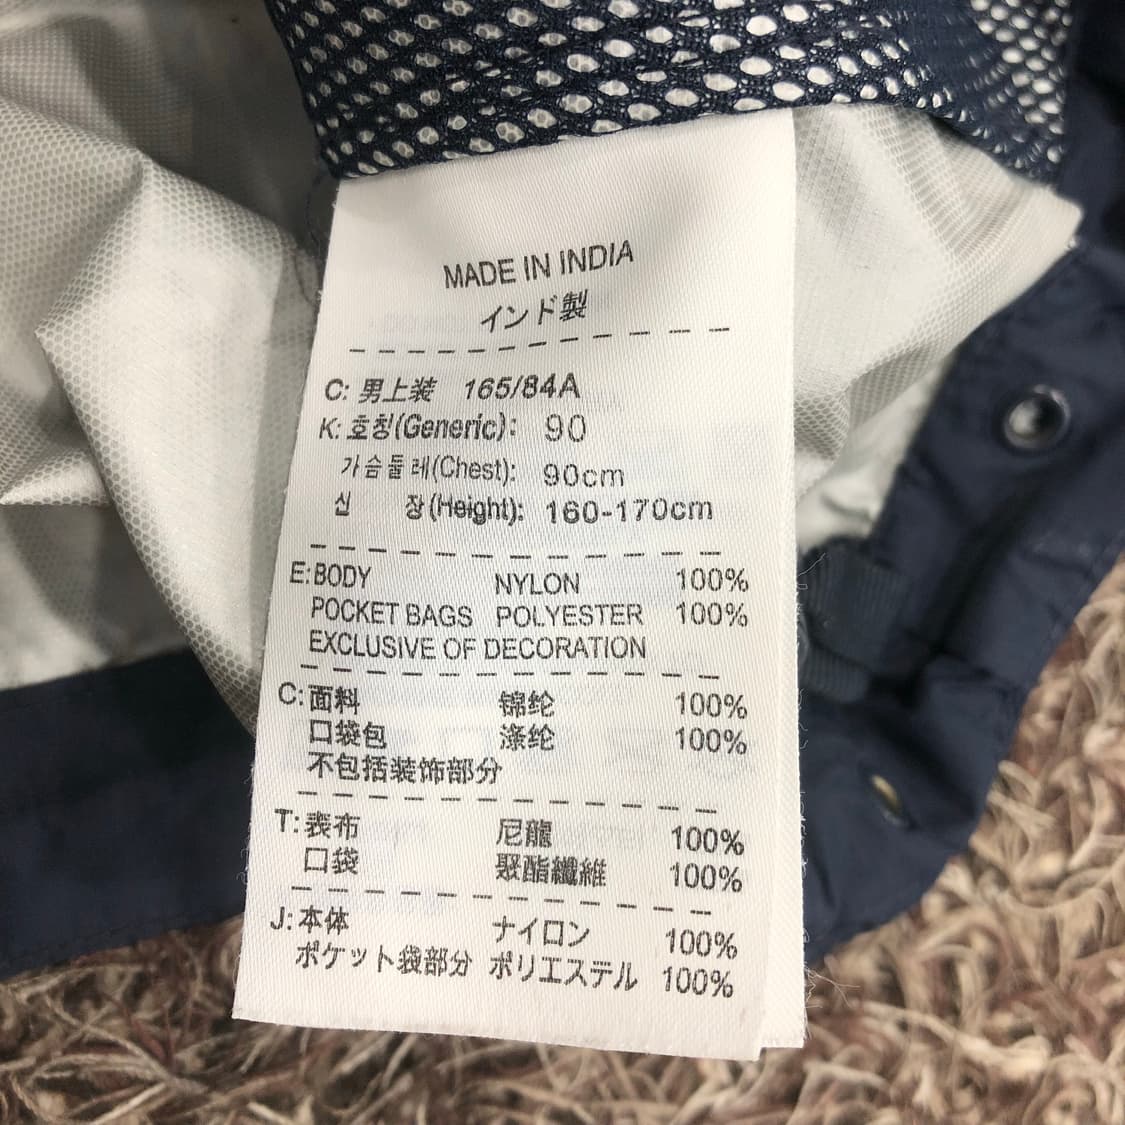 MADE IN INDIA
インド製
C: 男上装 165/84A
K: 호칭(Generic): 90
가슴둘레(Chest): 90cm
신 장(Height): 160-170cm
E: BODY NYLON 100%
POCKET BAGS POLYESTER 100%
EXCLUSIVE OF DECORATION
C: 面料 锦纶 100%
口袋包 涤纶 100%
不包括装饰部分
T: 表布 尼龍 100%
口袋 聚酯纖維 100%
J: 本体 ナイロン 100%
ポケット袋部分 ポリエステル 100%